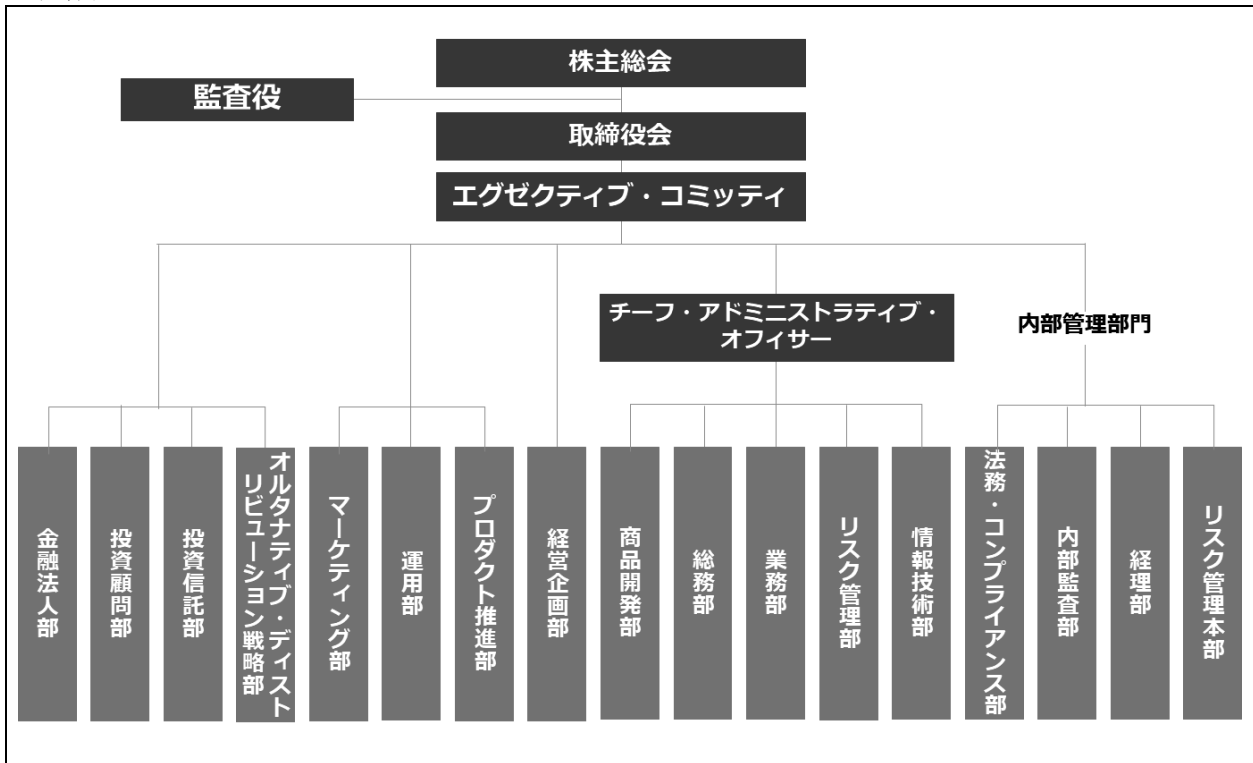 株主総会
監査役
取締役会
エグゼクティブ・コミッティ
チーフ・アドミニストラティブ・
オフィサー
内部管理部門
金融法人部
投資顧問部
投資信託部
オルタナティブ・ディスト
リビューション戦略部
マーケティング部
運用部
プロダクト推進部
経営企画部
商品開発部
総務部
業務部
リスク管理部
情報技術部
法務・コンプライアンス部
内部監査部
経理部
リスク管理本部